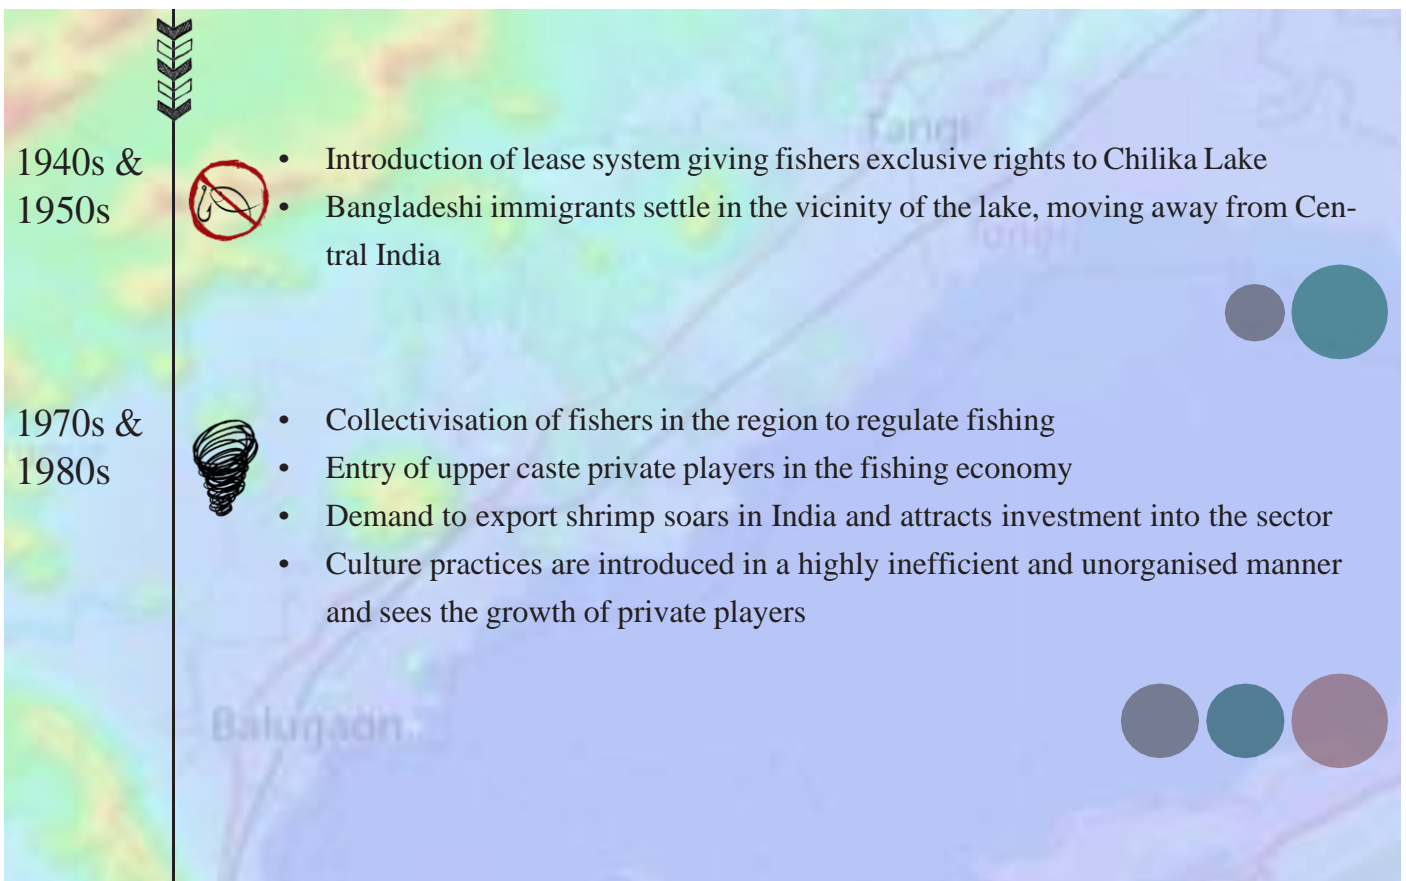 Tangi
1940s &
1950s
• Introduction of lease system giving fishers exclusive rights to Chilika Lake
• Bangladeshi immigrants settle in the vicinity of the lake, moving away from Cen-
tral India
1970s &
1980s
• Collectivisation of fishers in the region to regulate fishing
• Entry of upper caste private players in the fishing economy
• Demand to export shrimp soars in India and attracts investment into the sector
• Culture practices are introduced in a highly inefficient and unorganised manner
and sees the growth of private players
Balugaon